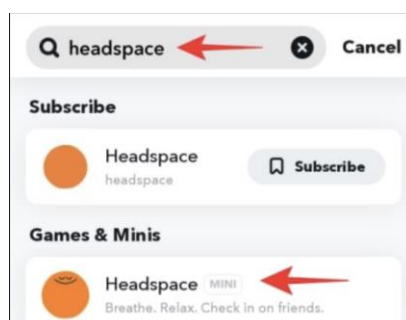 headspace Cancel
Subscribe
Headspace
headspace
Subscribe
Games & Minis
Headspace MINI
Breathe. Relax. Check in on friends.